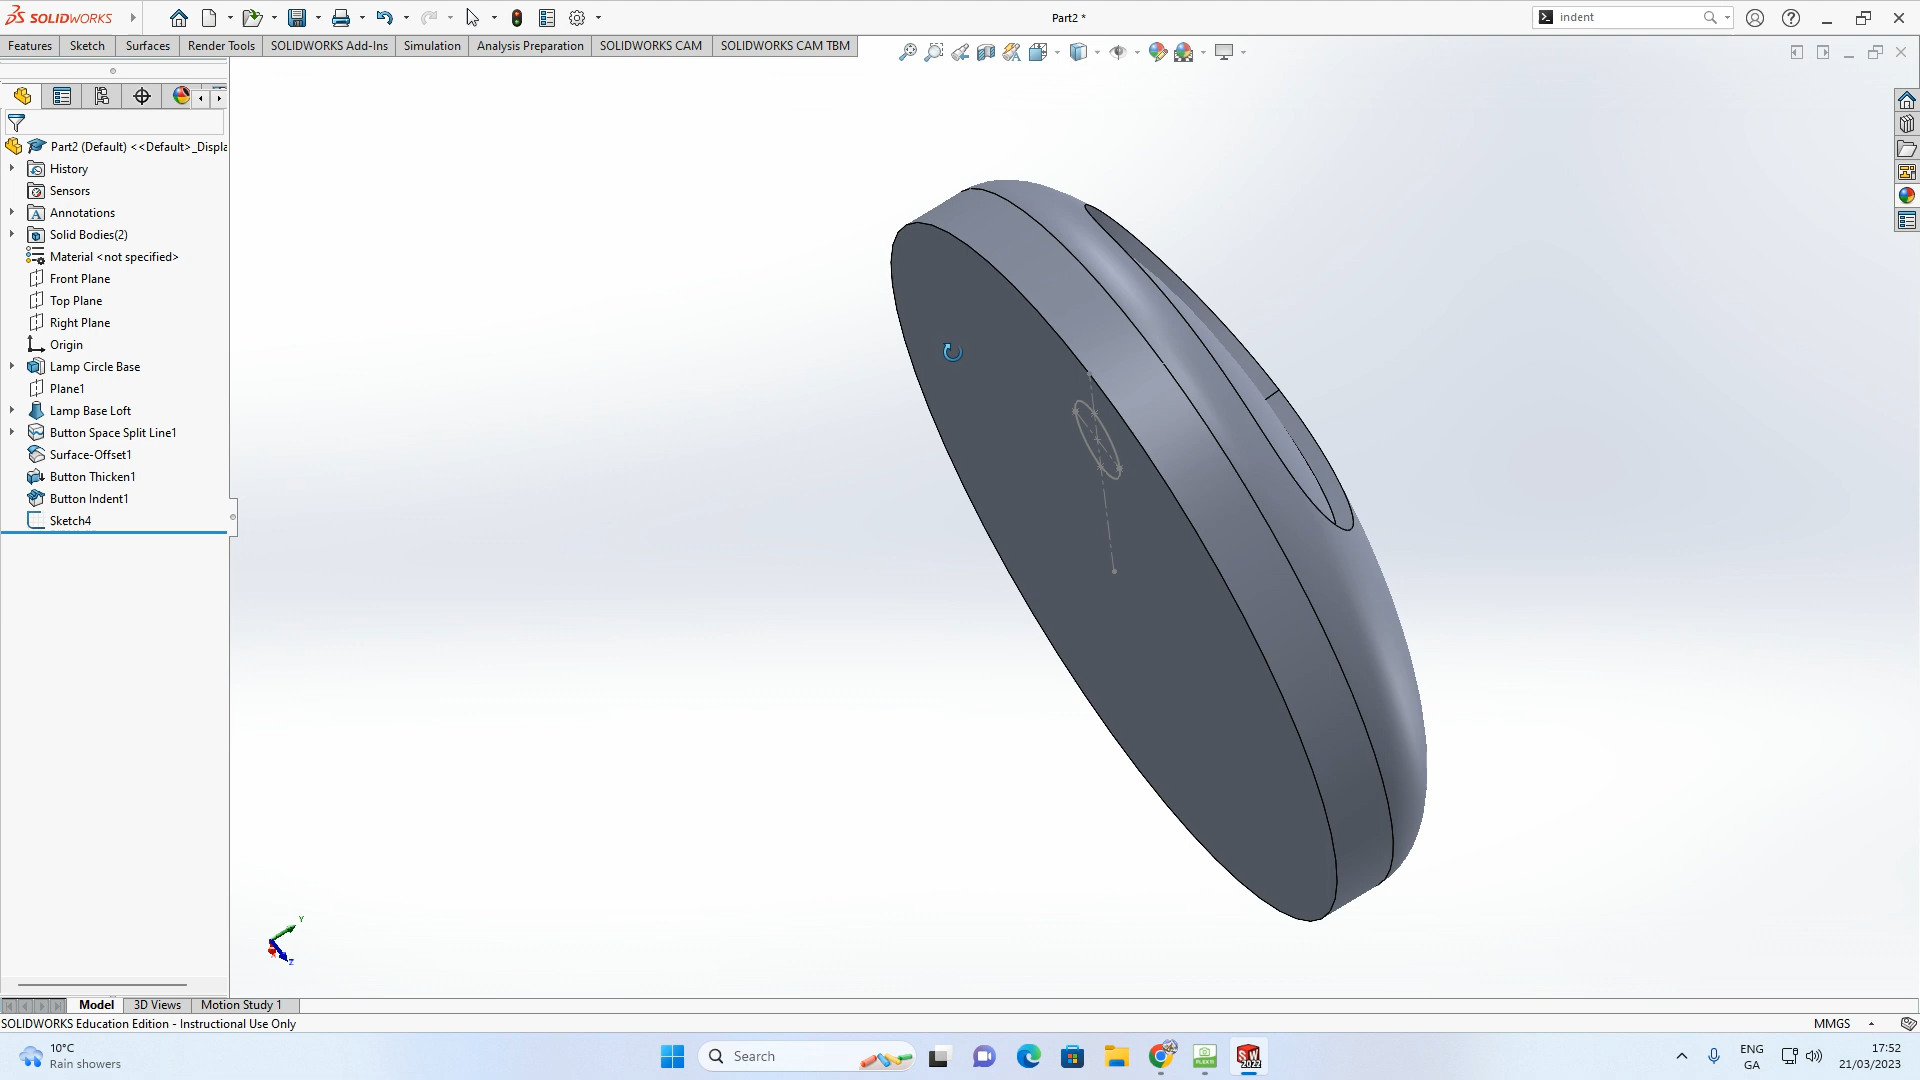 SOLIDWORKS
Part2 *
indent
Features
Sketch
Surfaces
Render Tools
SOLIDWORKS Add-Ins
Simulation
Analysis Preparation
SOLIDWORKS CAM
SOLIDWORKS CAM TBM
Part2 (Default) <<Default>_Displa
History
Sensors
Annotations
Solid Bodies(2)
Material <not specified>
Front Plane
Top Plane
Right Plane
Origin
Lamp Circle Base
Plane1
Lamp Base Loft
Button Space Split Line1
Surface-Offset1
Button Thicken1
Button Indent1
Sketch4
Y
X
Z
Model
3D Views
Motion Study 1
SOLIDWORKS Education Edition - Instructional Use Only
MMGS
10°C
Rain showers
Search
SW
2022
ENG
GA
17:52
21/03/2023